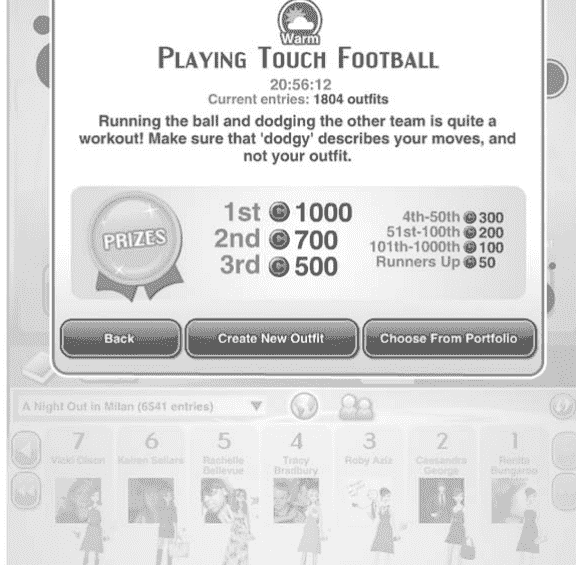 Warm
PLAYING TOUCH FOOTBALL
20:56:12
Current entries: 1804 outfits
Running the ball and dodging the other team is quite a
workout! Make sure that 'dodgy' describes your moves, and
not your outfit.
PRIZES
1st C 1000
2nd C 700
3rd C 500
4th-50th C 300
51st-100th C 200
101th-1000th C 100
Runners Up C 50
Back
Create New Outfit
Choose From Portfolio
A Night Out in Milan (6541 entries)
7 6 5 4 3 2 1
Vicki Olson Karen Sellars Rachelle Tracy Roby Aziz Cassandra Renita
Bellevue Bradbury George Bungaroo